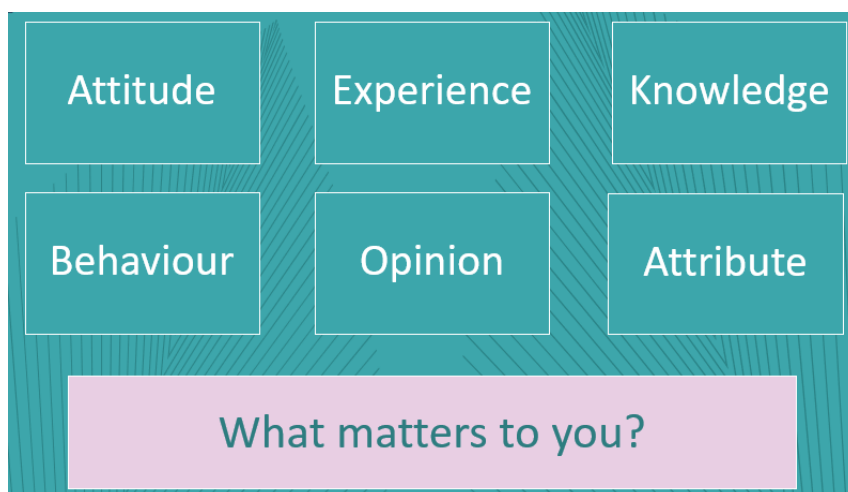 Attitude
Experience
Knowledge
Behaviour
Opinion
Attribute
What matters to you?